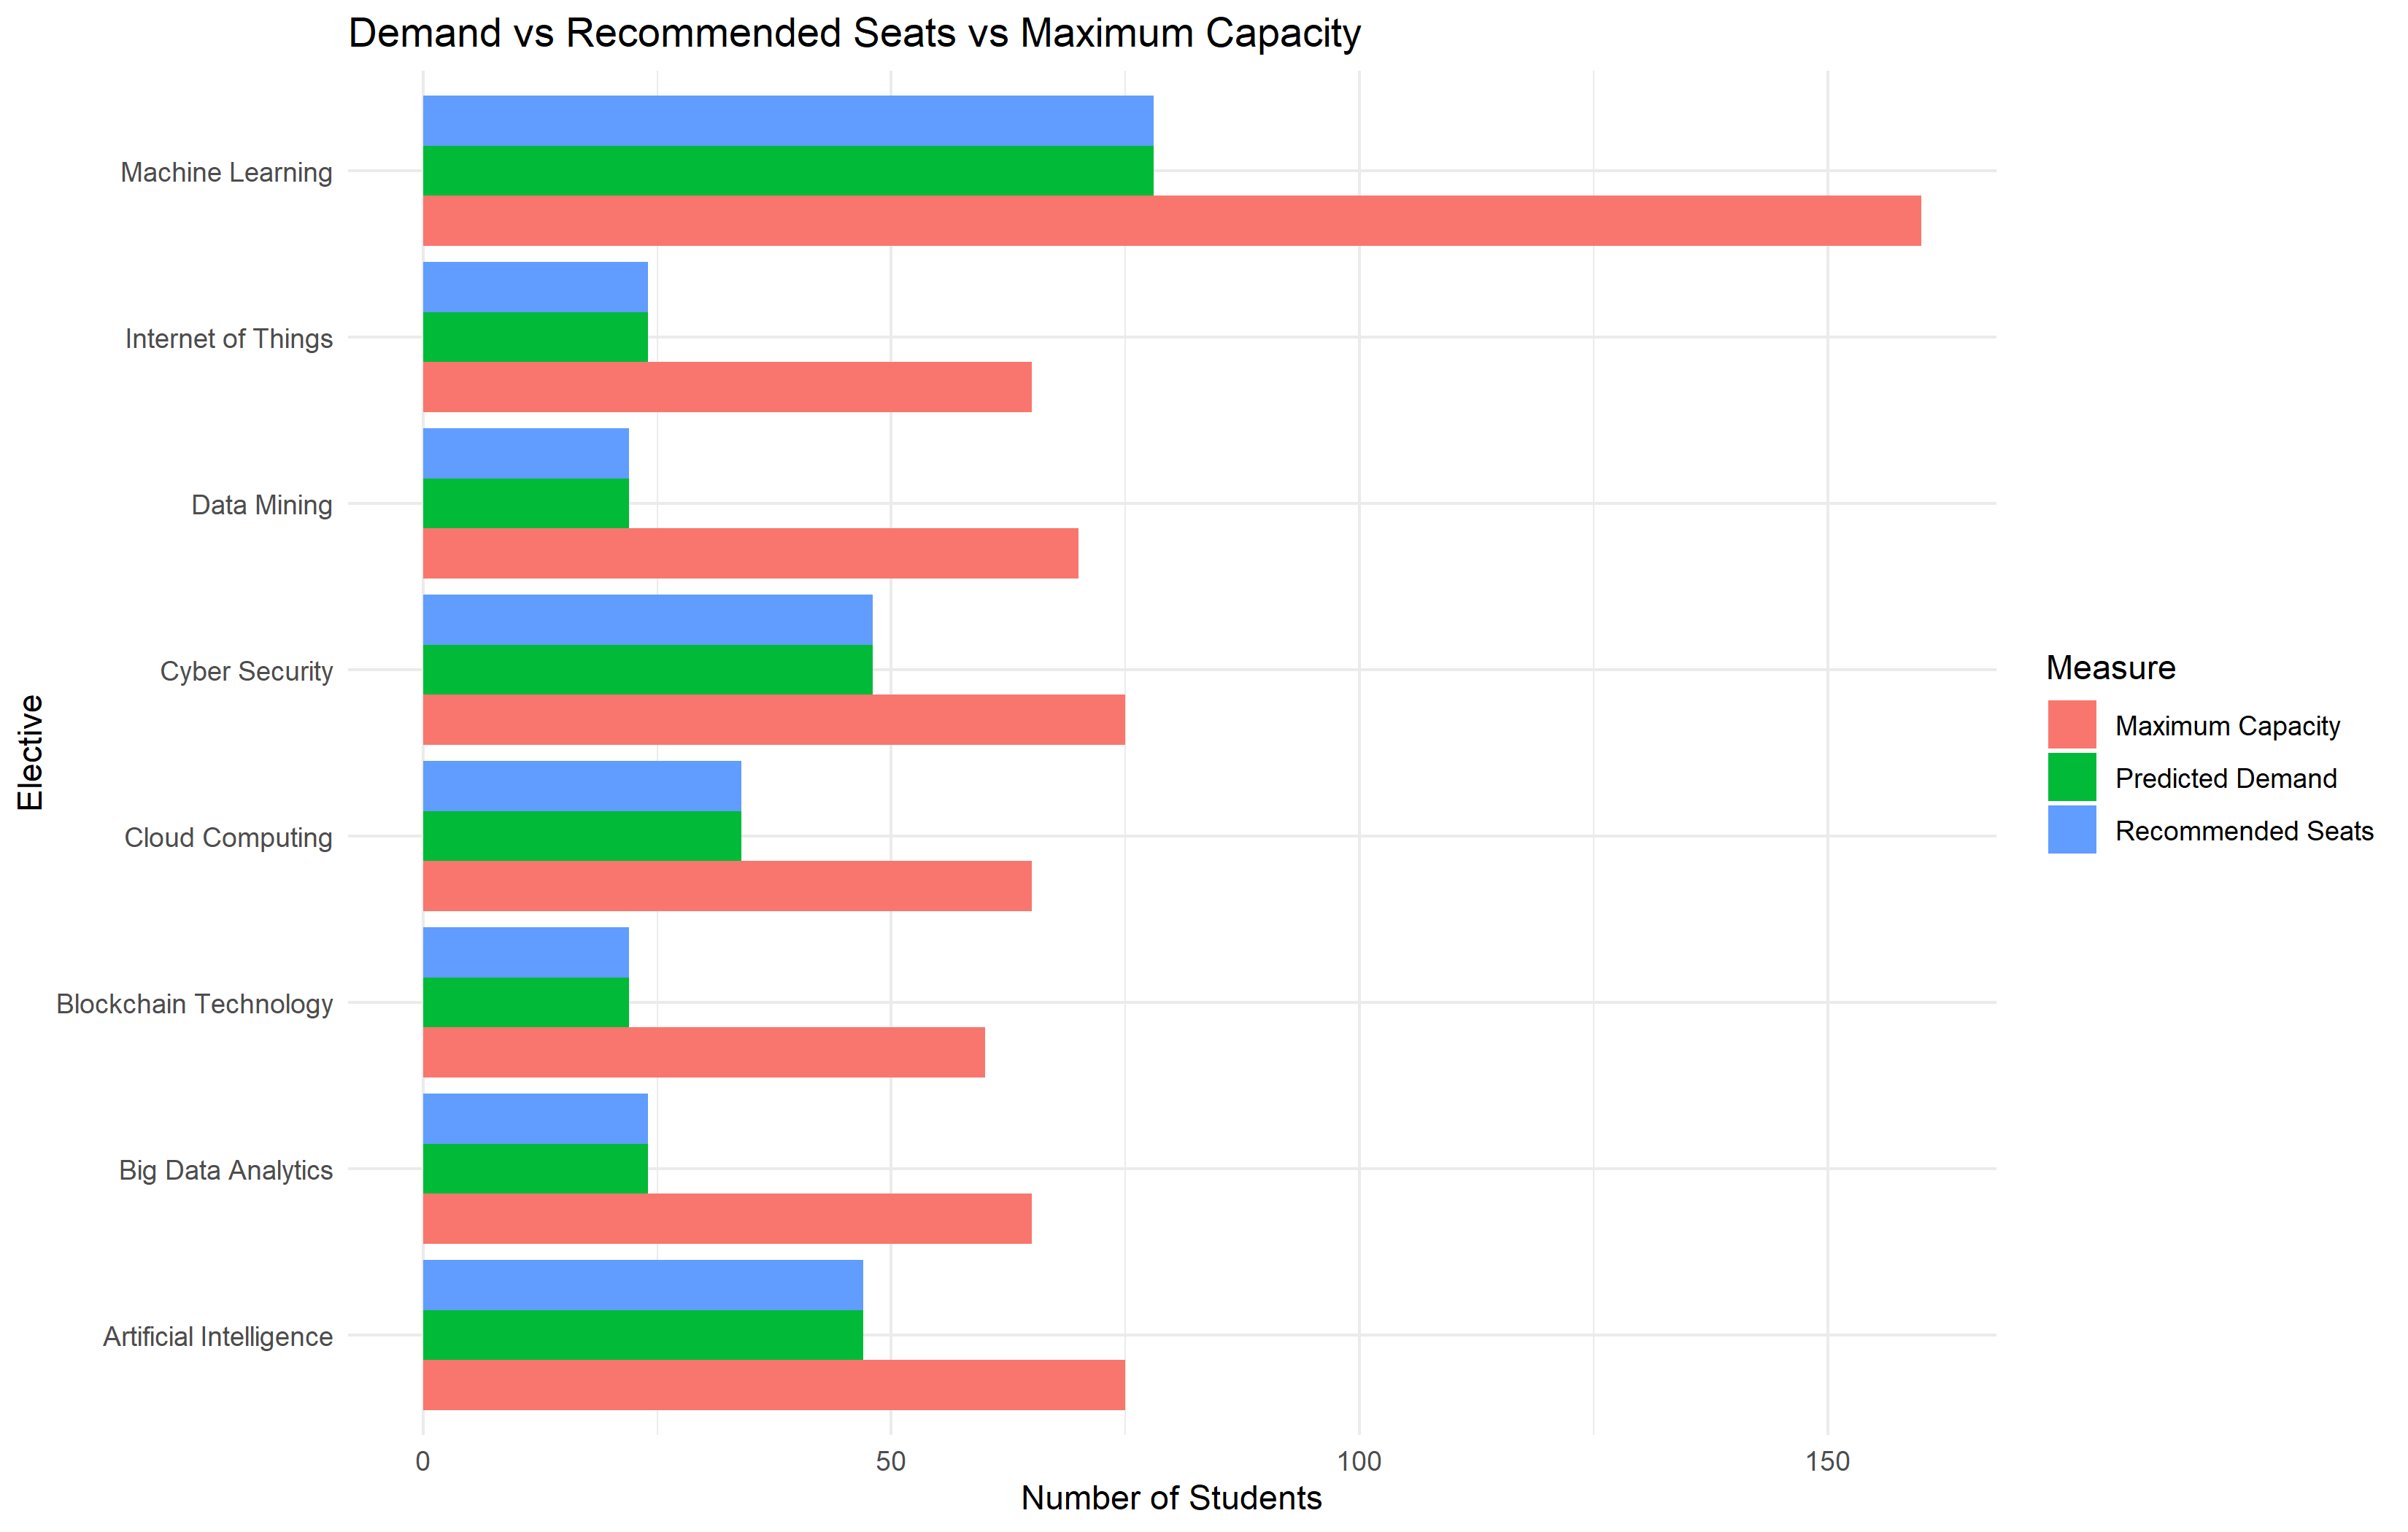 Demand vs Recommended Seats vs Maximum Capacity
Machine Learning
Internet of Things
Data Mining
Cyber Security
Cloud Computing
Blockchain Technology
Big Data Analytics
Artificial Intelligence
Elective
0 50 100 150
Number of Students
Measure
Maximum Capacity
Predicted Demand
Recommended Seats